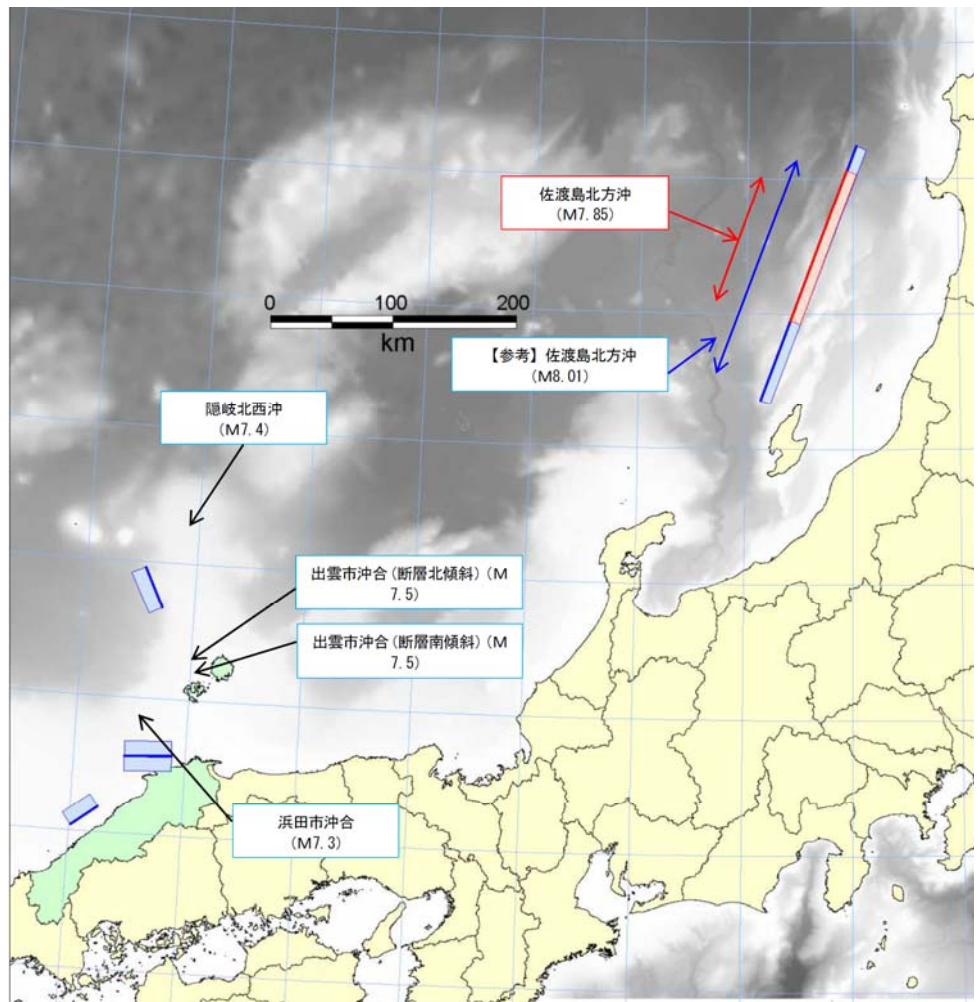 佐渡島北方沖
(M7.85)
0 100 200
km
【参考】佐渡島北方沖
(M8.01)
隠岐北西沖
(M7.4)
出雲市沖合(断層北傾斜)(M
7.5)
出雲市沖合(断層南傾斜)(M
7.5)
浜田市沖合
(M7.3)